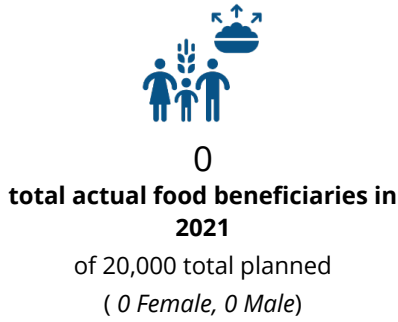 0
total actual food beneficiaries in
2021
of 20,000 total planned
( 0 Female, 0 Male)